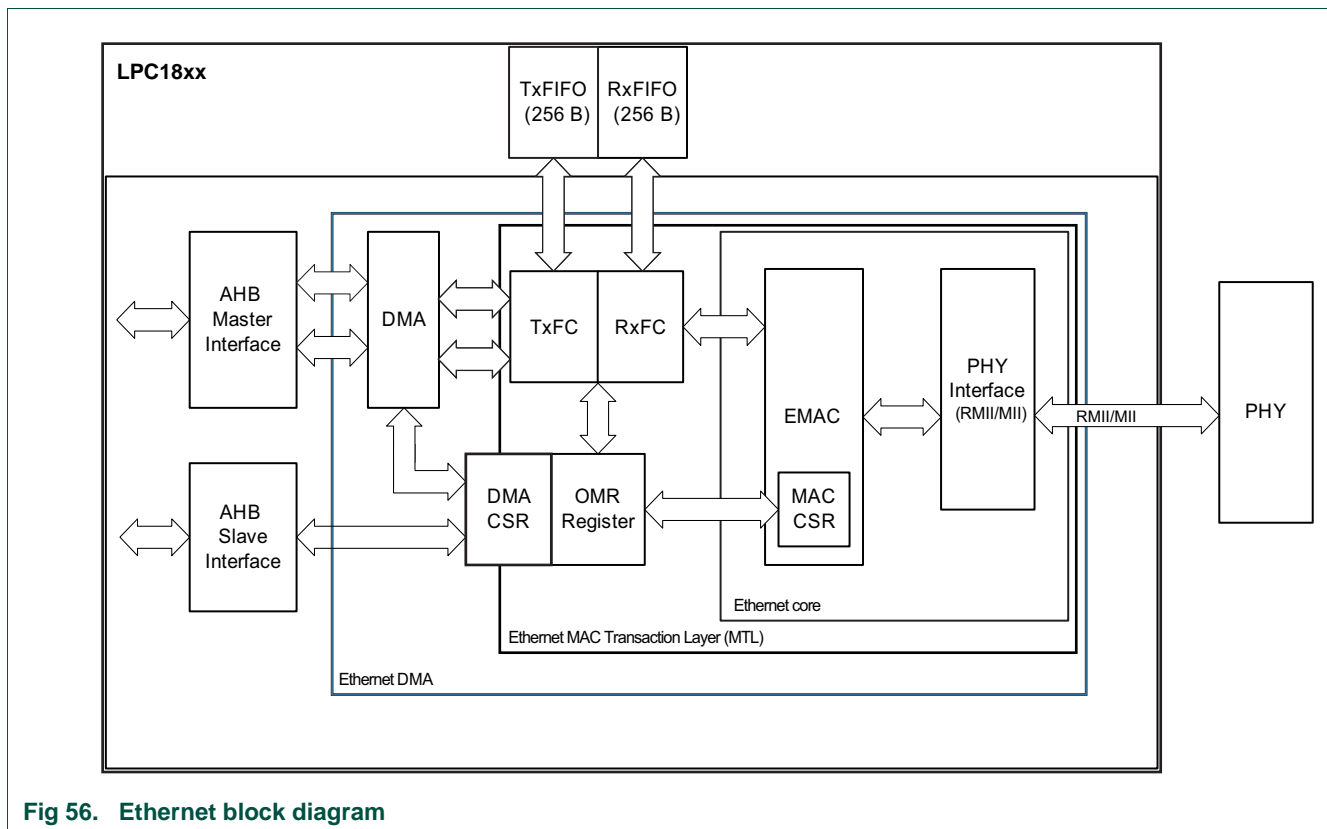 LPC18xx
TxFIFO
(256 B)
RxFIFO
(256 B)
AHB
Master
Interface
DMA
TxFC
RxFC
EMAC
MAC
CSR
PHY
Interface
(RMII/MII)
RMII/MII
PHY
AHB
Slave
Interface
DMA
CSR
OMR
Register
Ethernet core
Ethernet MAC Transaction Layer (MTL)
Ethernet DMA
Fig 56. Ethernet block diagram